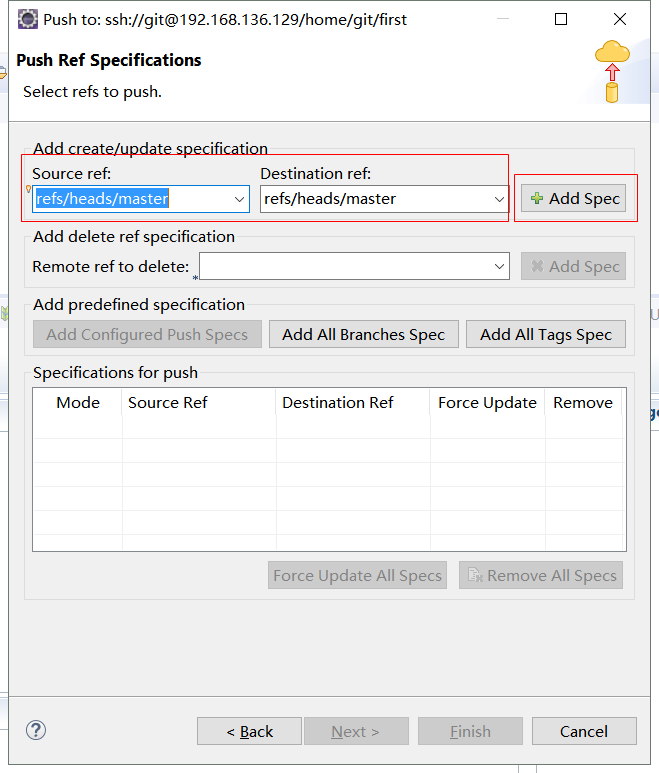 Push to: ssh://git@192.168.136.129/home/git/first
Push Ref Specifications
Select refs to push.
Add create/update specification
Source ref: Destination ref:
refs/heads/master refs/heads/master Add Spec
Add delete ref specification
Remote ref to delete: Add Spec
Add predefined specification
Add Configured Push Specs Add All Branches Spec Add All Tags Spec
Specifications for push
Mode Source Ref Destination Ref Force Update Remove
Force Update All Specs Remove All Specs
? < Back Next > Finish Cancel